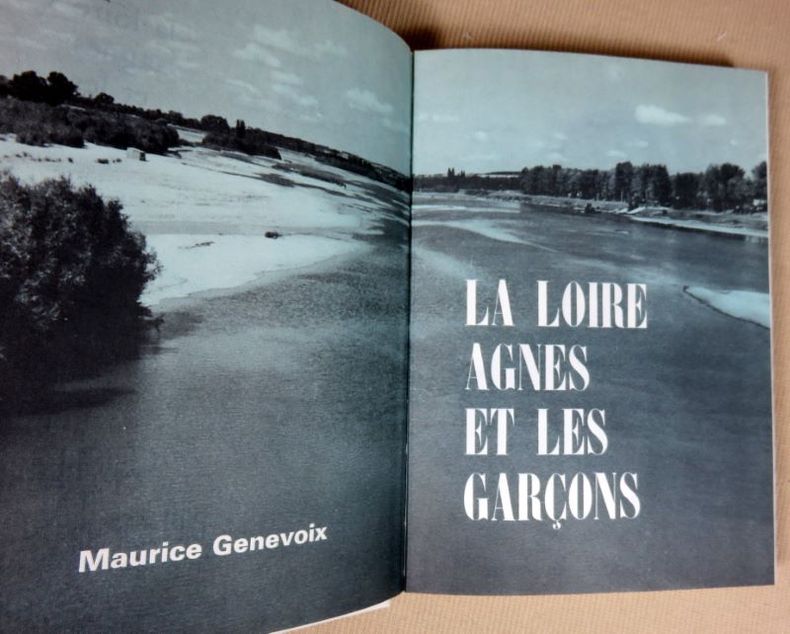 Maurice Genevoix
LA LOIRE
AGNES
ET LES
GARÇONS